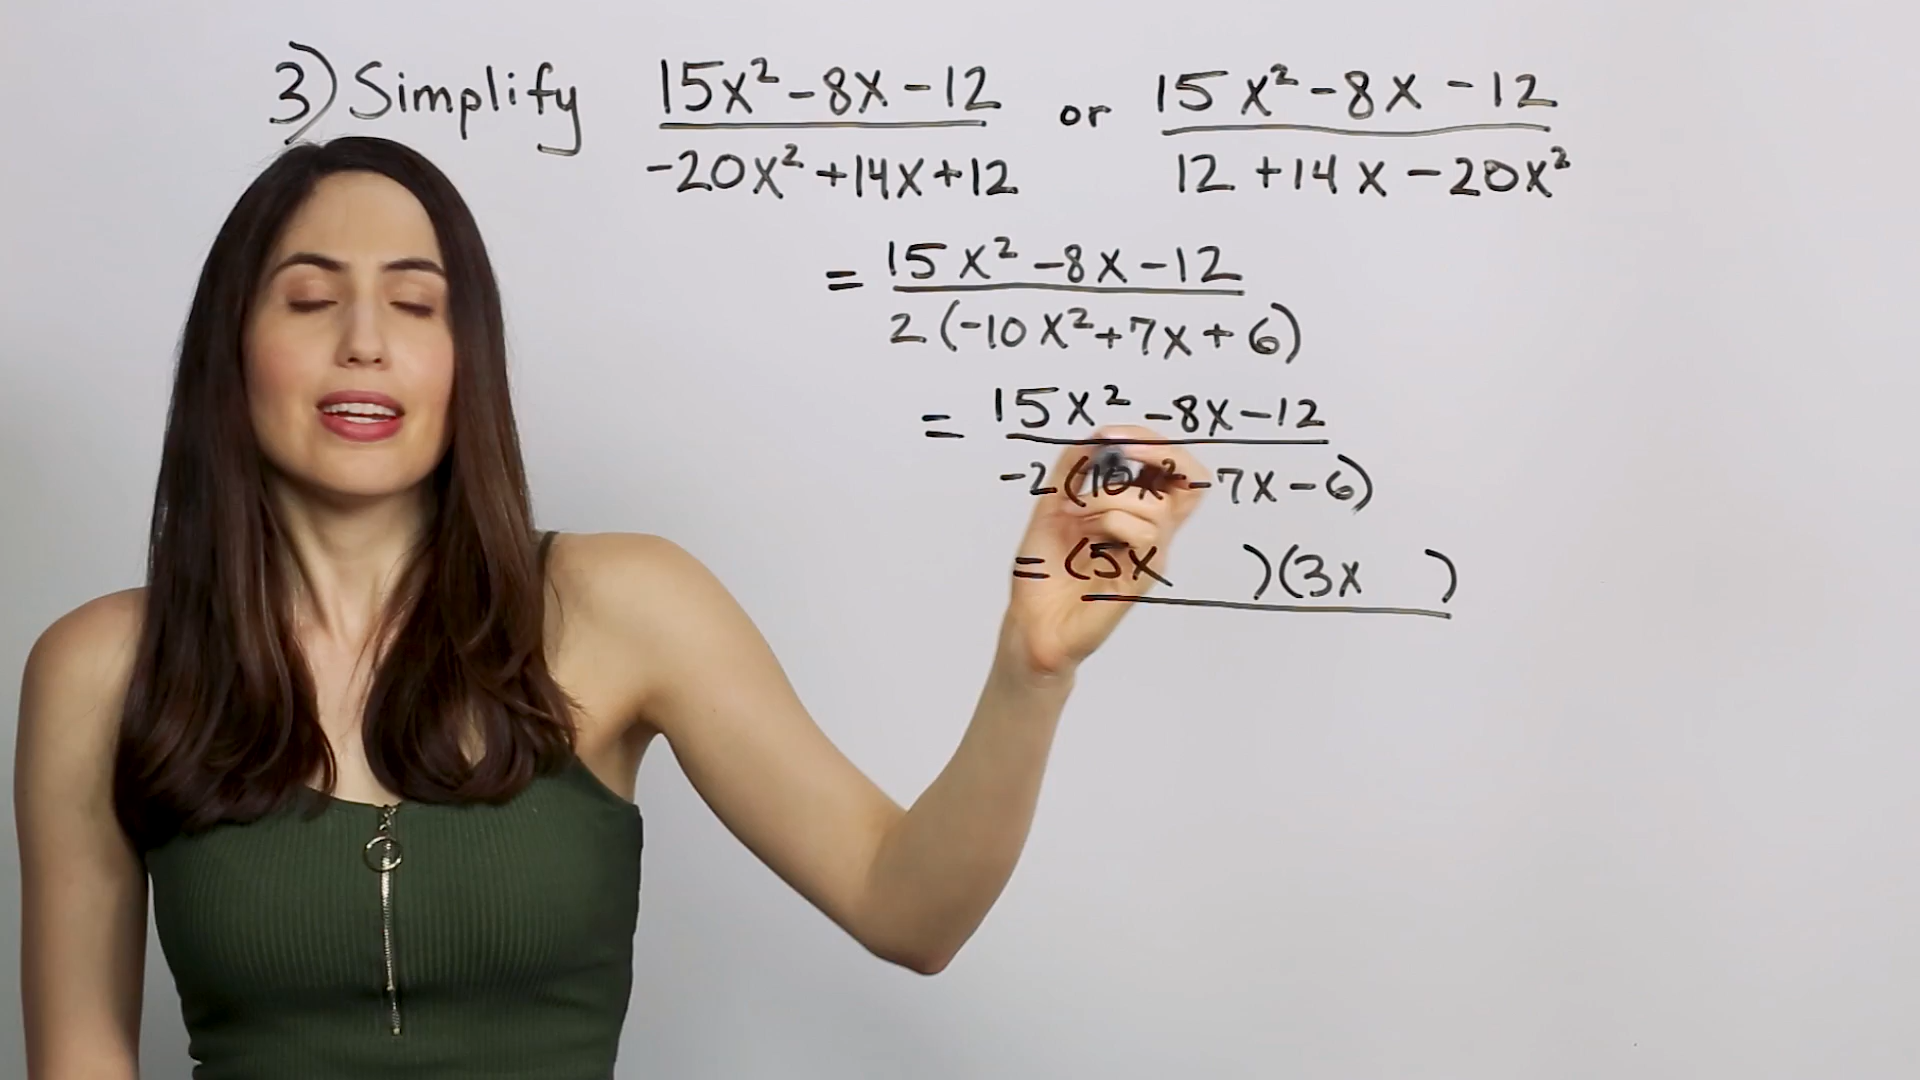 3) Simplify 15x² - 8x - 12 or 15x² - 8x - 12
-20x² + 14x + 12 12 + 14x - 20x²
= 15x² - 8x - 12
2(-10x² + 7x + 6)
= 15x² - 8x - 12
-2(10x² - 7x - 6)
= (5x )(3x )